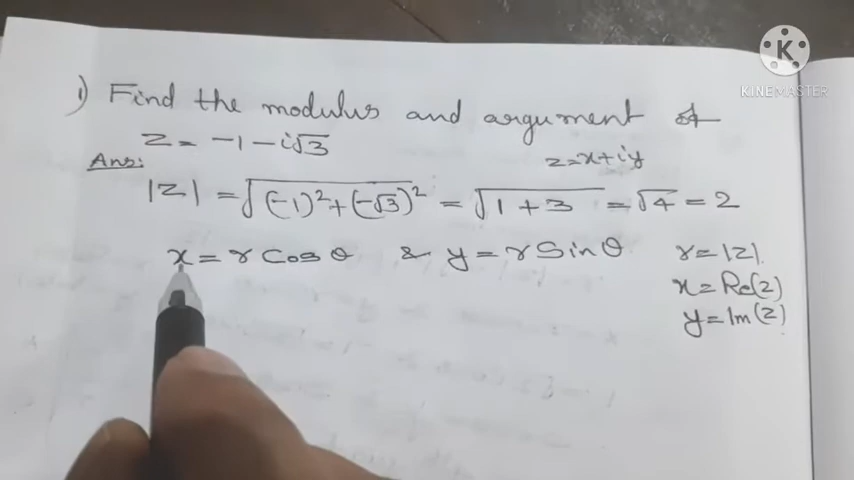 K
KINEMASTER
1) Find the modulus and argument of
z = -1 - i√3
Ans:
z = x + iy
|z| = √(-1)² + (-√3)² = √1 + 3 = √4 = 2
x = r cos θ & y = r Sin θ
r = |z|
x = Re(z)
y = Im(z)